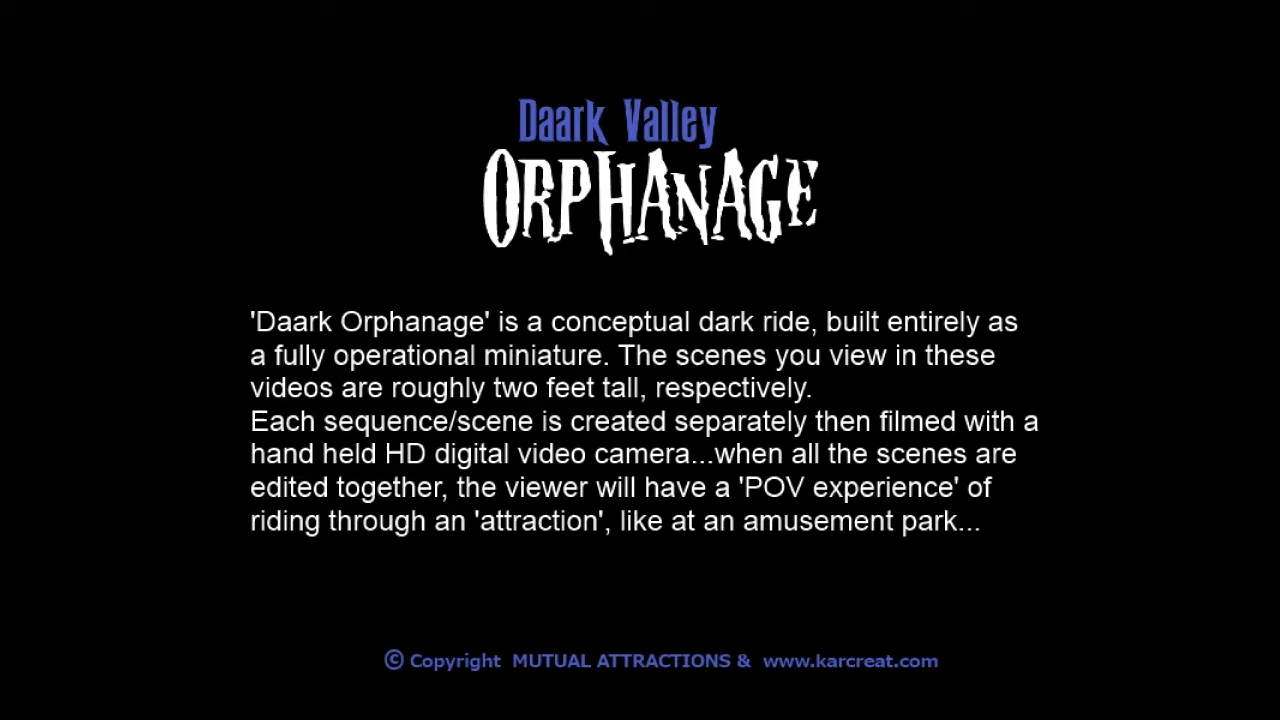 Daark Valley
ORPHANAGE
'Daark Orphanage' is a conceptual dark ride, built entirely as
a fully operational miniature. The scenes you view in these
videos are roughly two feet tall, respectively.
Each sequence/scene is created separately then filmed with a
hand held HD digital video camera...when all the scenes are
edited together, the viewer will have a 'POV experience' of
riding through an 'attraction', like at an amusement park...
© Copyright MUTUAL ATTRACTIONS & www.karcreat.com